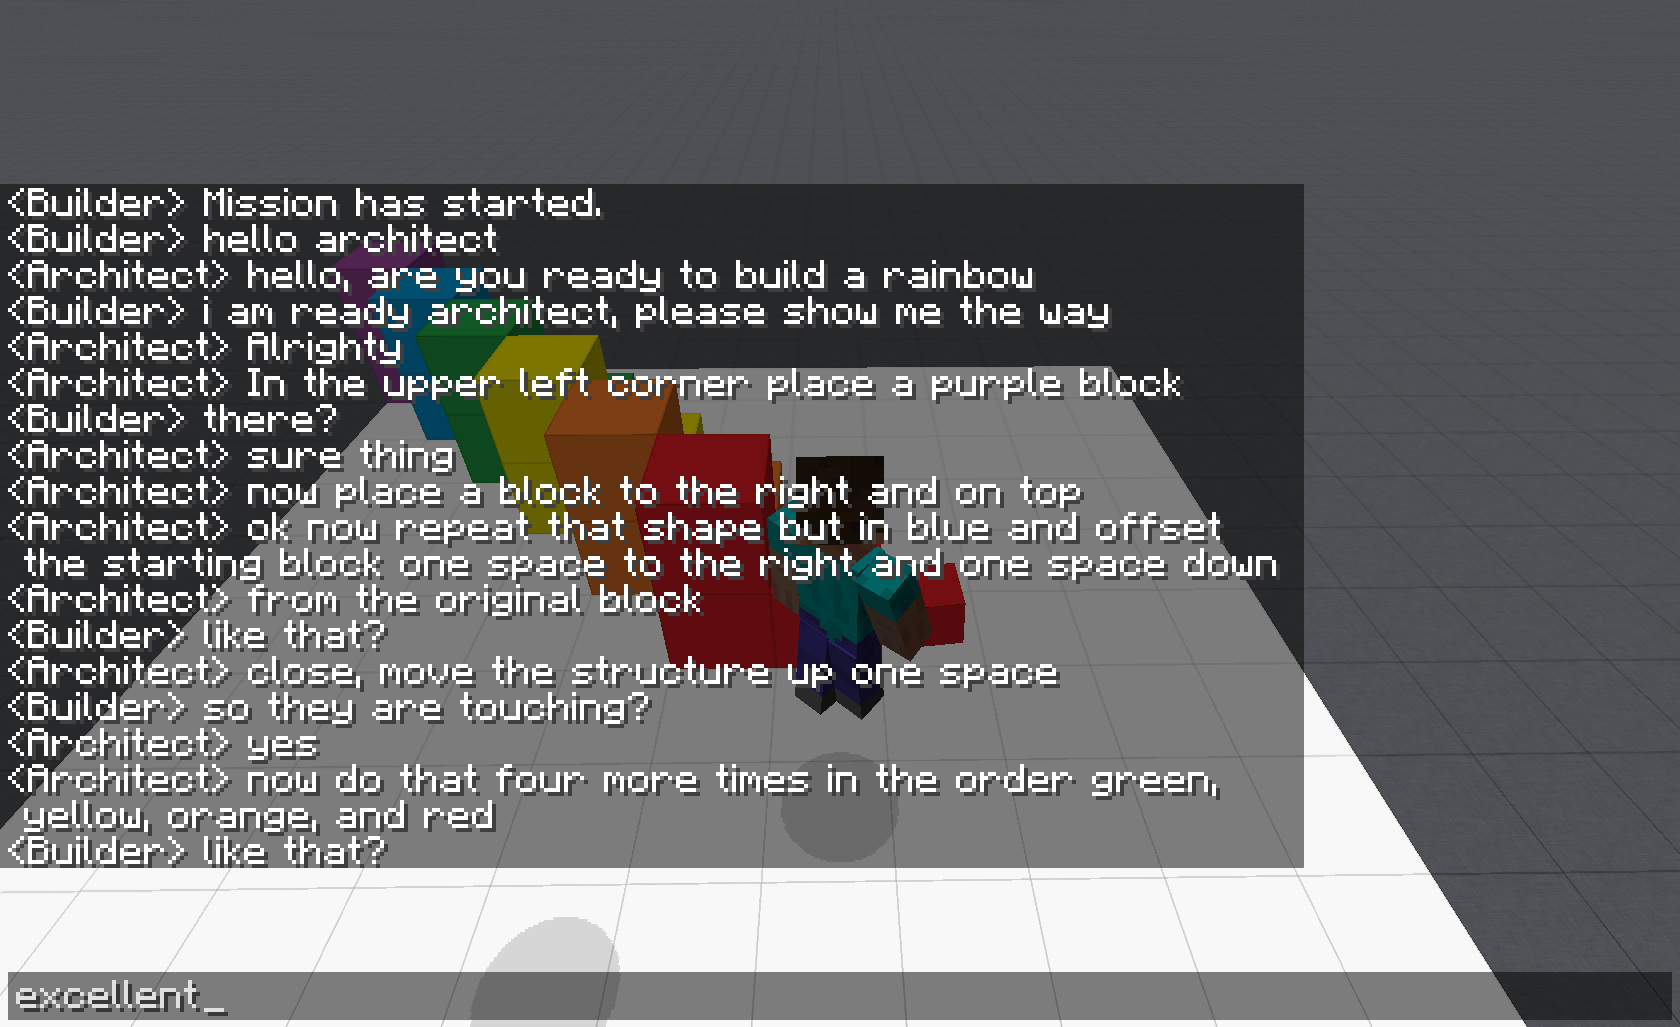 <Builder> Mission has started.
<Builder> hello architect
<Architect> hello, are you ready to build a rainbow
<Builder> i am ready architect, please show me the way
<Architect> Alrighty
<Architect> In the upper left corner place a purple block
<Builder> there?
<Architect> sure thing
<Architect> now place a block to the right and on top
<Architect> ok now repeat that shape but in blue and offset
the starting block one space to the right and one space down
<Architect> from the original block
<Builder> like that?
<Architect> close, move the structure up one space
<Builder> so they are touching?
<Architect> yes
<Architect> now do that four more times in the order green,
yellow, orange, and red
<Builder> like that?
excellent_